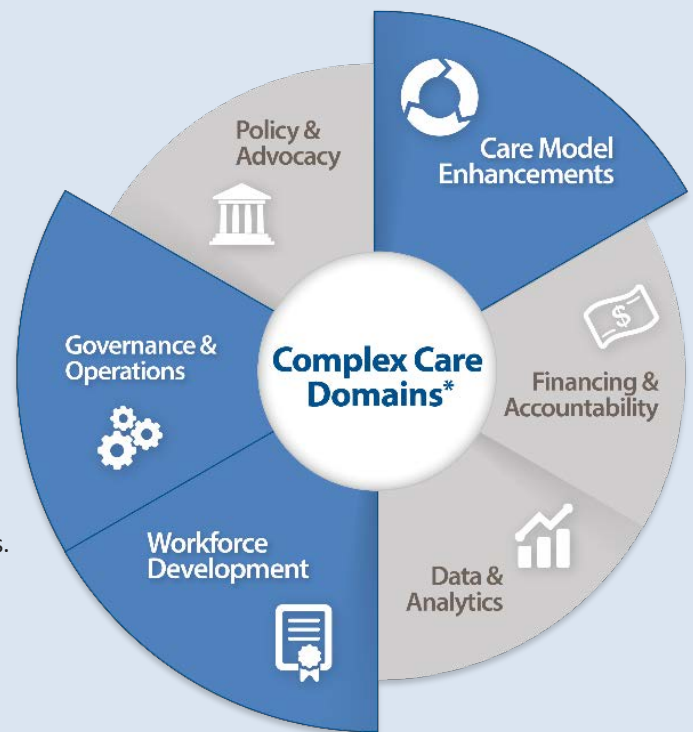 Policy &
Advocacy
Care Model
Enhancements
Governance &
Operations
Complex Care
Domains*
$
Financing &
Accountability
s.
Workforce
Development
Data &
Analytics